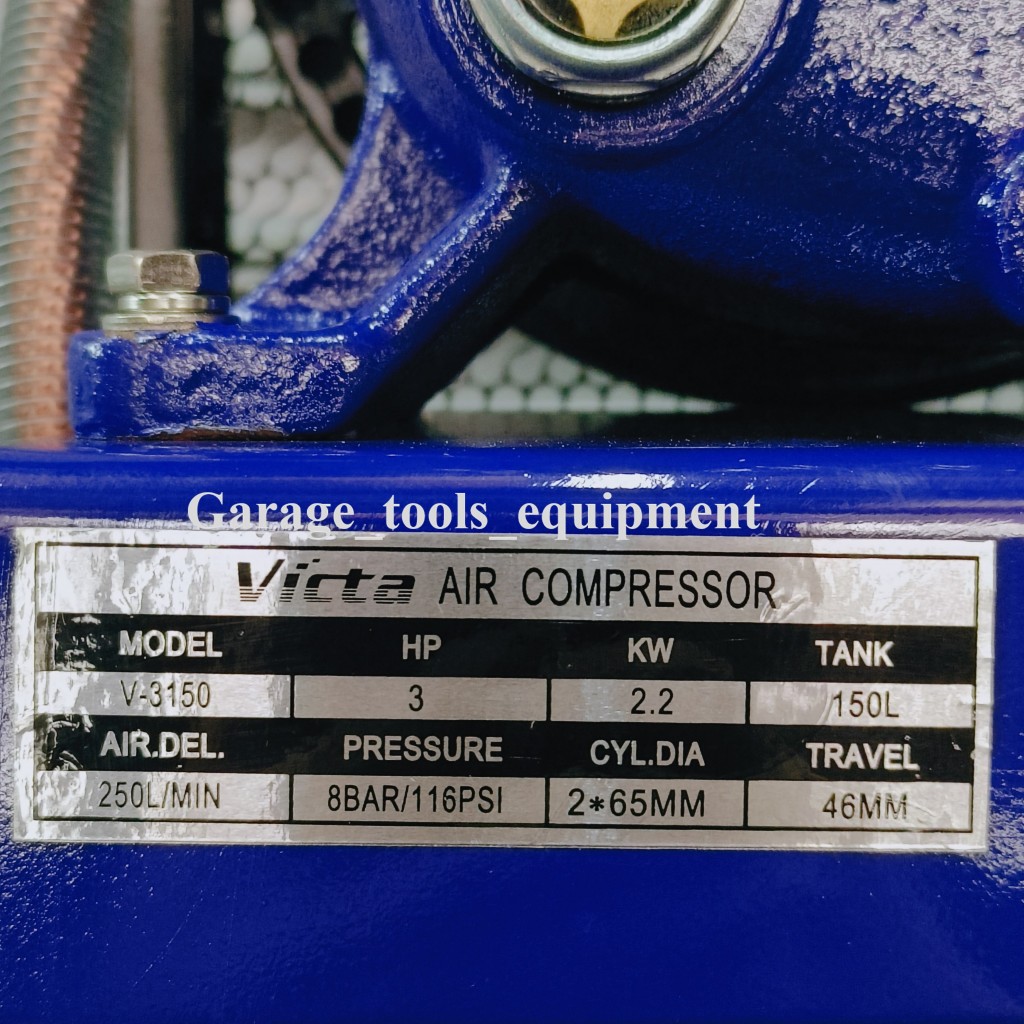 Garage_tools_equipment
Victa AIR COMPRESSOR
MODEL HP KW TANK
V-3150 3 2.2 150L
AIR.DEL. PRESSURE CYL.DIA TRAVEL
250L/MIN 8BAR/116PSI 2*65MM 46MM